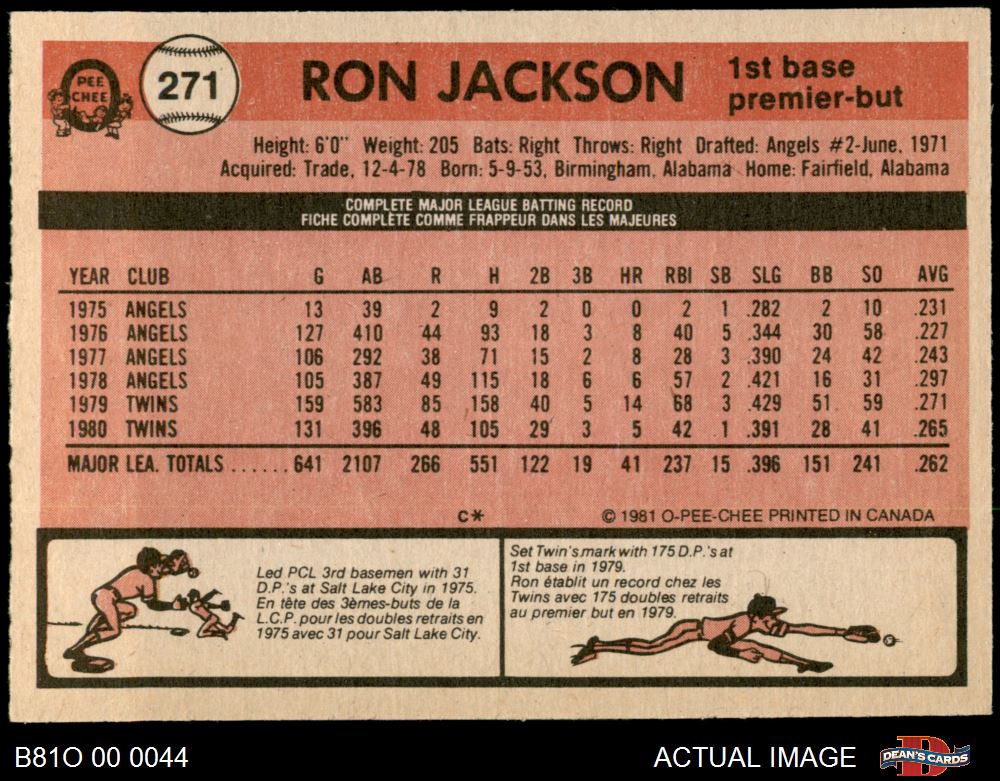 PEE
CHEE
271
RON JACKSON
1st base
premier-but
Height: 6'0" Weight: 205 Bats: Right Throws: Right Drafted: Angels #2-June, 1971
Acquired: Trade, 12-4-78 Born: 5-9-53, Birmingham, Alabama Home: Fairfield, Alabama
COMPLETE MAJOR LEAGUE BATTING RECORD
FICHE COMPLÈTE COMME FRAPPEUR DANS LES MAJEURES
YEAR CLUB G AB R H 2B 3B HR RBI SB SLG BB SO AVG
1975 ANGELS 13 39 2 9 2 0 0 2 1 .282 2 10 .231
1976 ANGELS 127 410 44 93 18 3 8 40 5 .344 30 58 .227
1977 ANGELS 106 292 38 71 15 2 8 28 3 .390 24 42 .243
1978 ANGELS 105 387 49 115 18 6 6 57 2 .421 16 31 .297
1979 TWINS 159 583 85 158 40 5 14 68 3 .429 51 59 .271
1980 TWINS 131 396 48 105 29 3 5 42 1 .391 28 41 .265
MAJOR LEA. TOTALS ...... 641 2107 266 551 122 19 41 237 15 .396 151 241 .262
C* © 1981 O-PEE-CHEE PRINTED IN CANADA
Led PCL 3rd basemen with 31
D.P.'s at Salt Lake City in 1975.
En tête des 3èmes-buts de la
L.C.P. pour les doubles retraits en
1975 avec 31 pour Salt Lake City.
Set Twin's mark with 175 D.P.'s at
1st base in 1979.
Ron établit un record chez les
Twins avec 175 doubles retraits
au premier but en 1979.
B81O 00 0044
ACTUAL IMAGE
DEAN'S CARDS